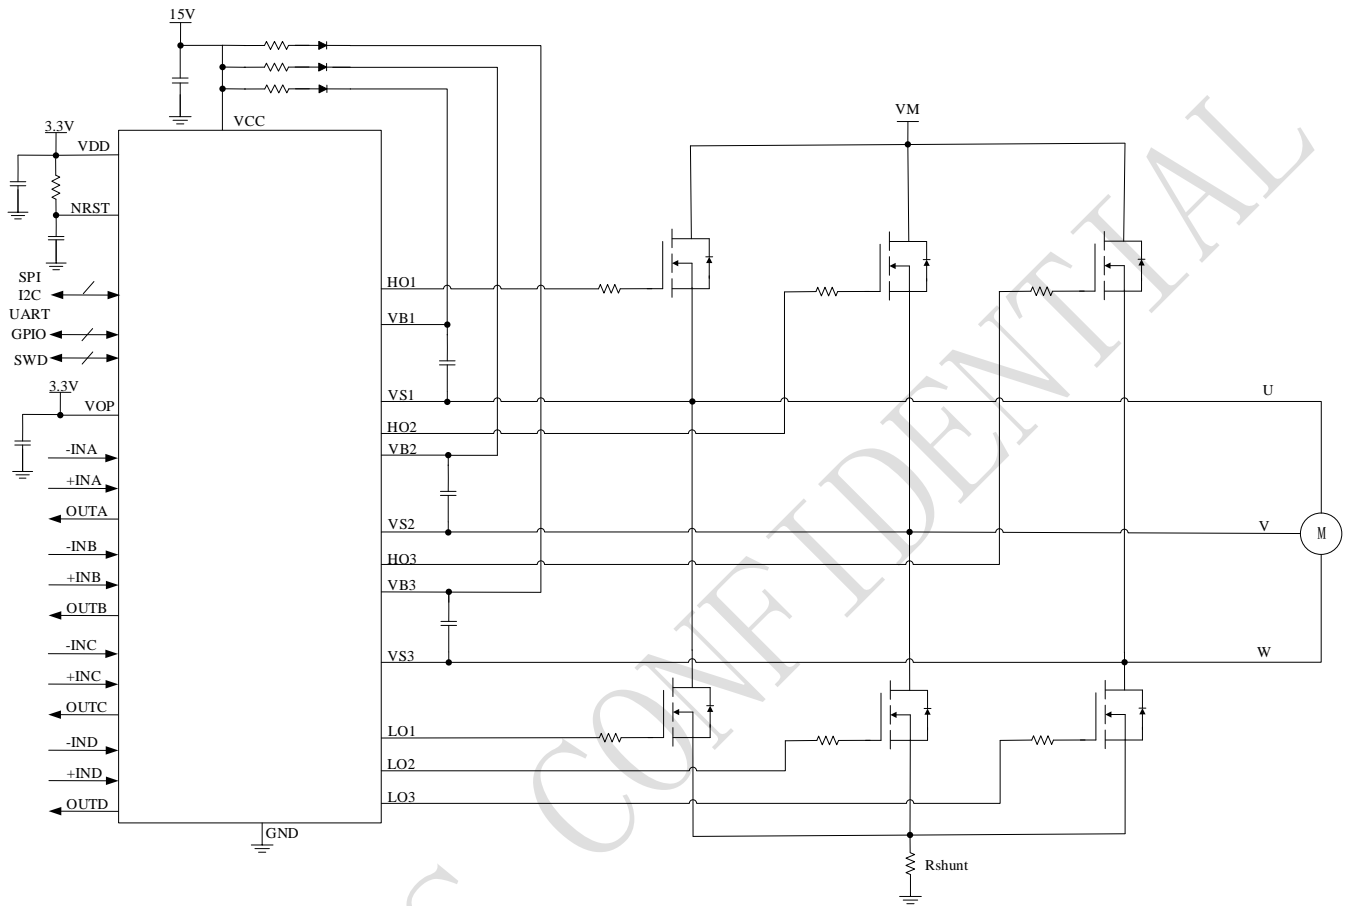 15V
VCC
3.3V
VDD
NRST
SPI
I2C
UART
GPIO
SWD
3.3V
VOP
-INA
+INA
OUTA
-INB
+INB
OUTB
-INC
+INC
OUTC
-IND
+IND
OUTD
GND
HO1
VB1
VS1
HO2
VB2
VS2
HO3
VB3
VS3
LO1
LO2
LO3
VM
U
V
W
M
Rshunt
CONFIDENTIAL